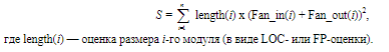 S = ∑ length(i) x (Fan_in(i) + Fan_out(i))²,
где length(i) — оценка размера i-го модуля (в виде LOC- или FP-оценки).